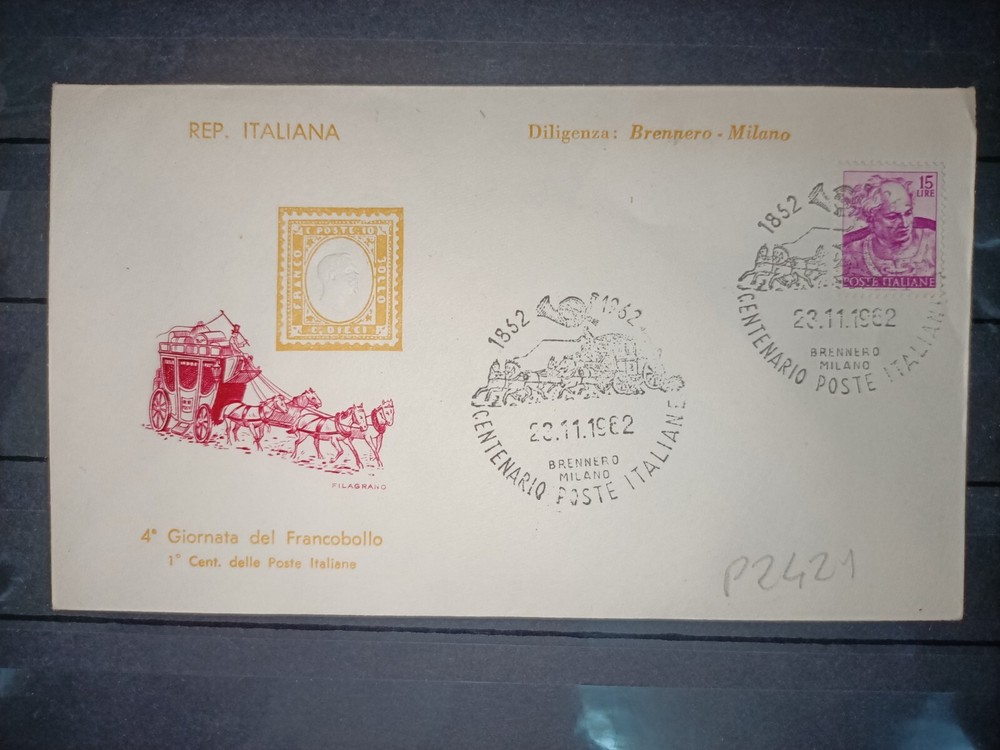 REP. ITALIANA
Diligenza: Brennero - Milano
15
LIRE
POSTE ITALIANE
1852
23.11.1962
BRENNERO
MILANO
CENTENARIO POSTE ITALIANE
C. POSTE. 10
FRANCO
BOLLO
C. DIECI
1852 1962
23.11.1962
BRENNERO
MILANO
CENTENARIO POSTE ITALIANE
FILAGRANO
4ª Giornata del Francobollo
1° Cent. delle Poste Italiane
P2421